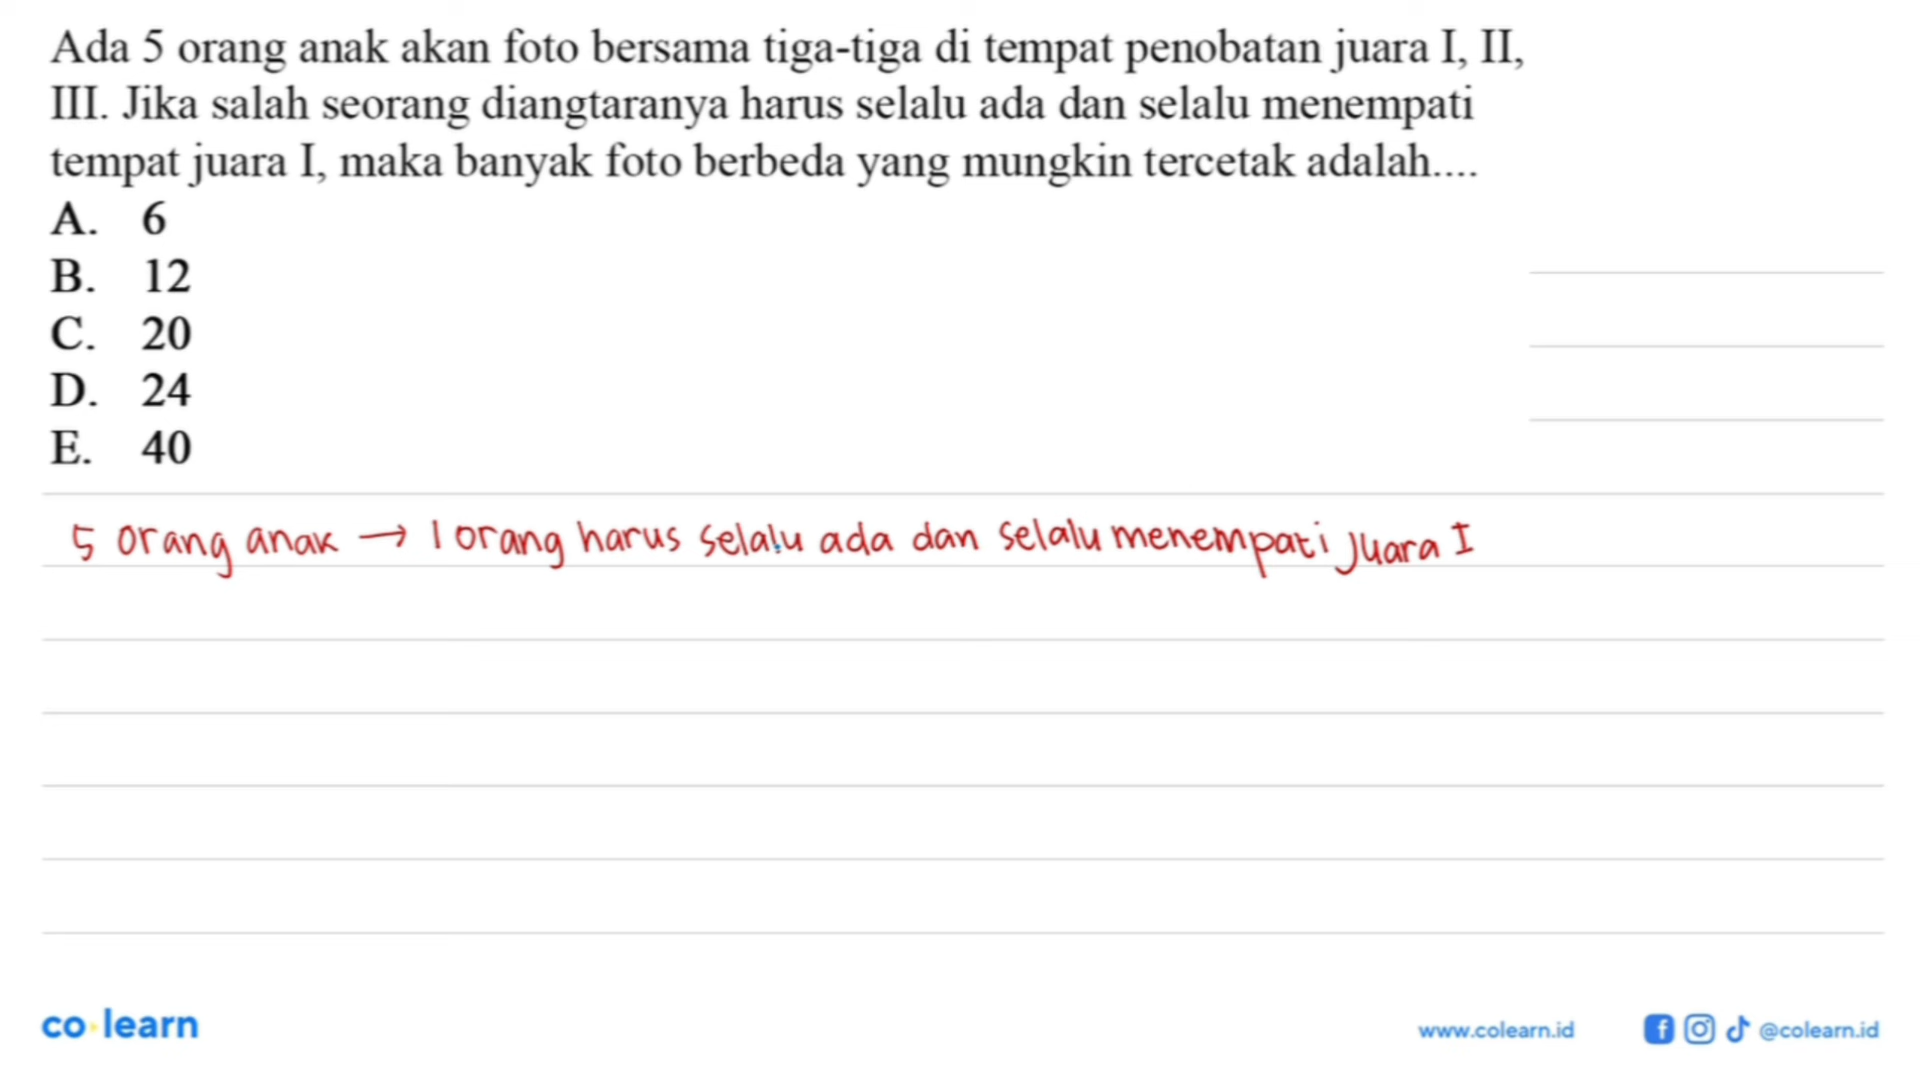 Ada 5 orang anak akan foto bersama tiga-tiga di tempat penobatan juara I, II,
III. Jika salah seorang diangtaranya harus selalu ada dan selalu menempati
tempat juara I, maka banyak foto berbeda yang mungkin tercetak adalah....
A. 6
B. 12
C. 20
D. 24
E. 40
5 orang anak → 1 orang harus selalu ada dan selalu menempati juara I
co·learn
www.colearn.id
@colearn.id